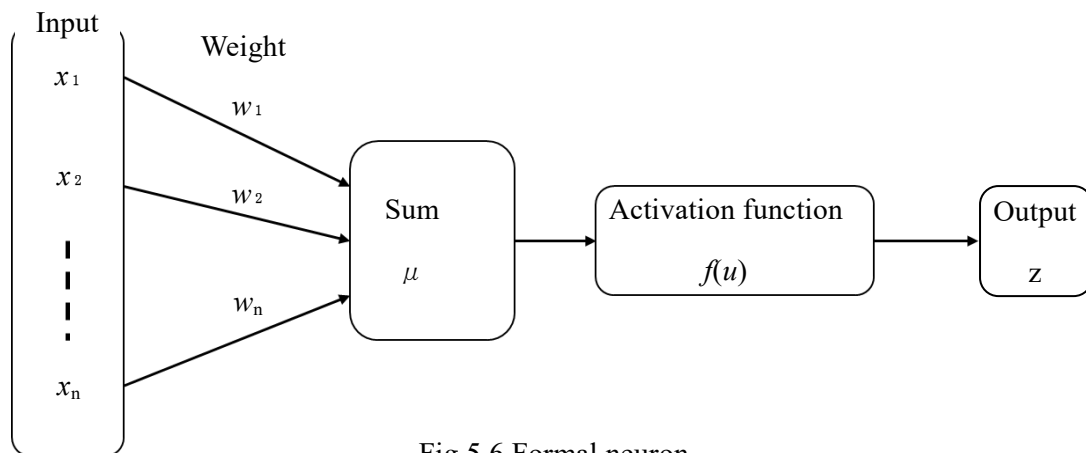 Input
Weight
x₁
w₁
x₂
w₂
Sum
μ
Activation function
f(u)
Output
z
wₙ
xₙ
Fig.5.6 Formal neuron